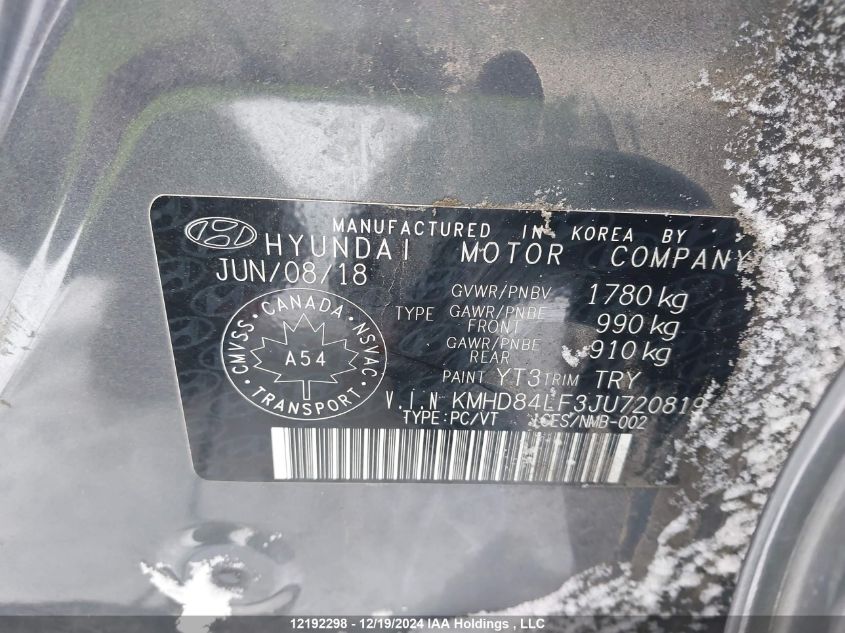 MANUFACTURED IN KOREA BY
HYUNDAI MOTOR COMPANY
JUN/08/18
GVWR/PNBV 1780 kg
TYPE GAWR/PNBE FRONT 990 kg
GAWR/PNBE REAR 910 kg
PAINT YT3 TRIM TRY
V.I.N KMHD84LF3JU720819
TYPE:PC/VT ICES/NMB-002
CMVSS · CANADA · NSVAC
A54
TRANSPORT
12192298 - 12/19/2024 IAA Holdings , LLC